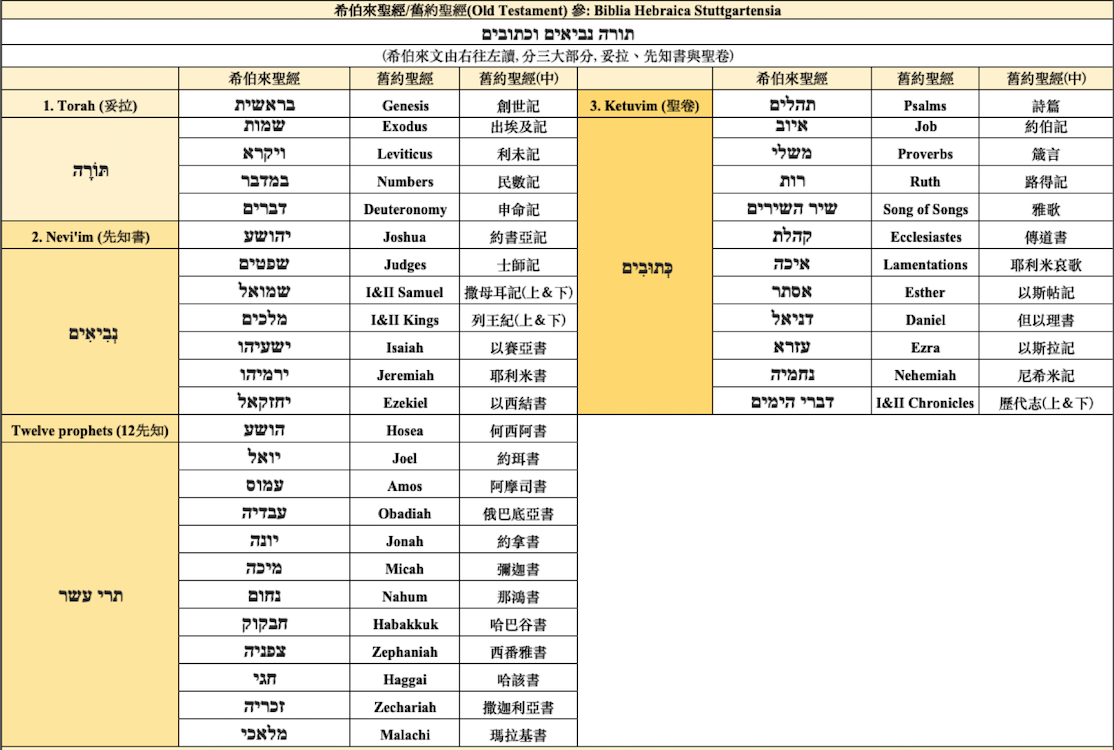 希伯來聖經/舊約聖經(Old Testament) 參: Biblia Hebraica Stuttgartensia
תורה נביאים וכתובים
(希伯來文由右往左讀, 分三大部分, 妥拉、先知書與聖卷)
希伯來聖經 舊約聖經 舊約聖經(中) 希伯來聖經 舊約聖經 舊約聖經(中)
1. Torah (妥拉) בראשית Genesis 創世記 3. Ketuvim (聖卷) תהלים Psalms 詩篇
שמות Exodus 出埃及記 איוב Job 約伯記
ויקרא Leviticus 利未記 משלי Proverbs 箴言
תּוֹרָה
במדבר Numbers 民數記 רות Ruth 路得記
דברים Deuteronomy 申命記 שיר השירים Song of Songs 雅歌
2. Nevi'im (先知書) יהושע Joshua 約書亞記 קהלת Ecclesiastes 傳道書
שפטים Judges 士師記 כְּתוּבִים איכה Lamentations 耶利米哀歌
שמואל I&II Samuel 撒母耳記(上＆下) אסתר Esther 以斯帖記
נְבִיאִים
מלכים I&II Kings 列王紀(上＆下) דניאל Daniel 但以理書
ישעיהו Isaiah 以賽亞書 עזרא Ezra 以斯拉記
ירמיהו Jeremiah 耶利米書 נחמיה Nehemiah 尼希米記
יחזקאל Ezekiel 以西結書 דברי הימים I&II Chronicles 歷代志(上＆下)
Twelve prophets (12先知) הושע Hosea 何西阿書
יואל Joel 約珥書
עמוס Amos 阿摩司書
עבדיה Obadiah 俄巴底亞書
יונה Jonah 約拿書
מיכה Micah 彌迦書
תרי עשר נחום Nahum 那鴻書
חבקוק Habakkuk 哈巴谷書
צפניה Zephaniah 西番雅書
חגי Haggai 哈該書
זכריה Zechariah 撒迦利亞書
מלאכי Malachi 瑪拉基書